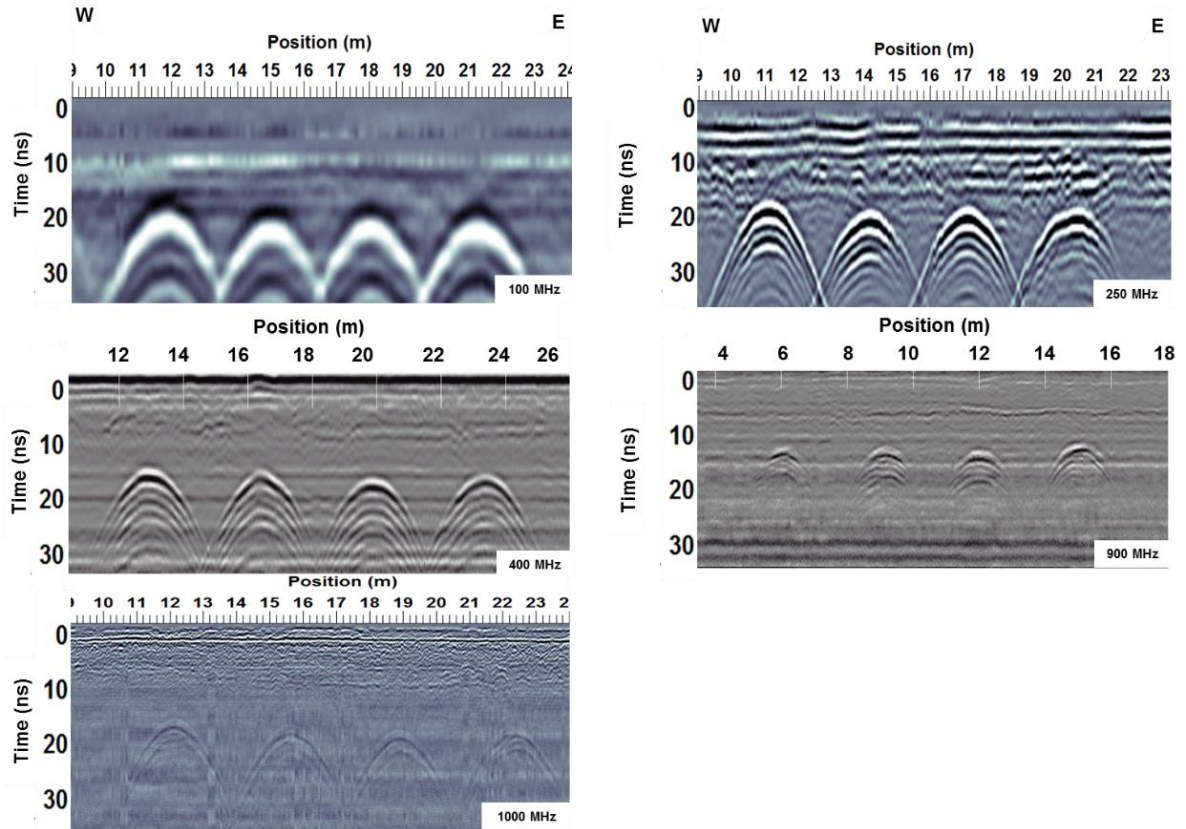 W E
Position (m)
9 10 11 12 13 14 15 16 17 18 19 20 21 22 23 24
Time (ns)
0
10
20
30
100 MHz
W E
Position (m)
9 10 11 12 13 14 15 16 17 18 19 20 21 22 23
Time (ns)
0
10
20
30
250 MHz
Position (m)
12 14 16 18 20 22 24 26
Time (ns)
0
10
20
30
400 MHz
Position (m)
4 6 8 10 12 14 16 18
Time (ns)
0
10
20
30
900 MHz
Position (m)
9 10 11 12 13 14 15 16 17 18 19 20 21 22 23 2
Time (ns)
0
10
20
30
1000 MHz